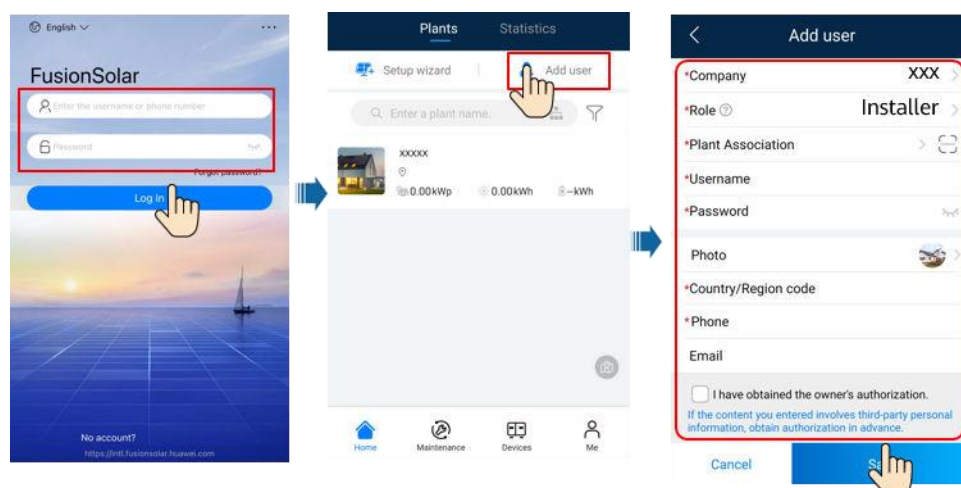 English
FusionSolar
Enter the username or phone number
Password
Forgot password?
Log In
No account?
https://intl.fusionsolar.huawei.com
Plants Statistics
Setup wizard Add user
Enter a plant name.
xxxxx
0.00kWp 0.00kWh --kWh
Home Maintenance Devices Me
Add user
*Company XXX
*Role Installer
*Plant Association
*Username
*Password
Photo
*Country/Region code
*Phone
Email
I have obtained the owner's authorization.
If the content you entered involves third-party personal
information, obtain authorization in advance.
Cancel